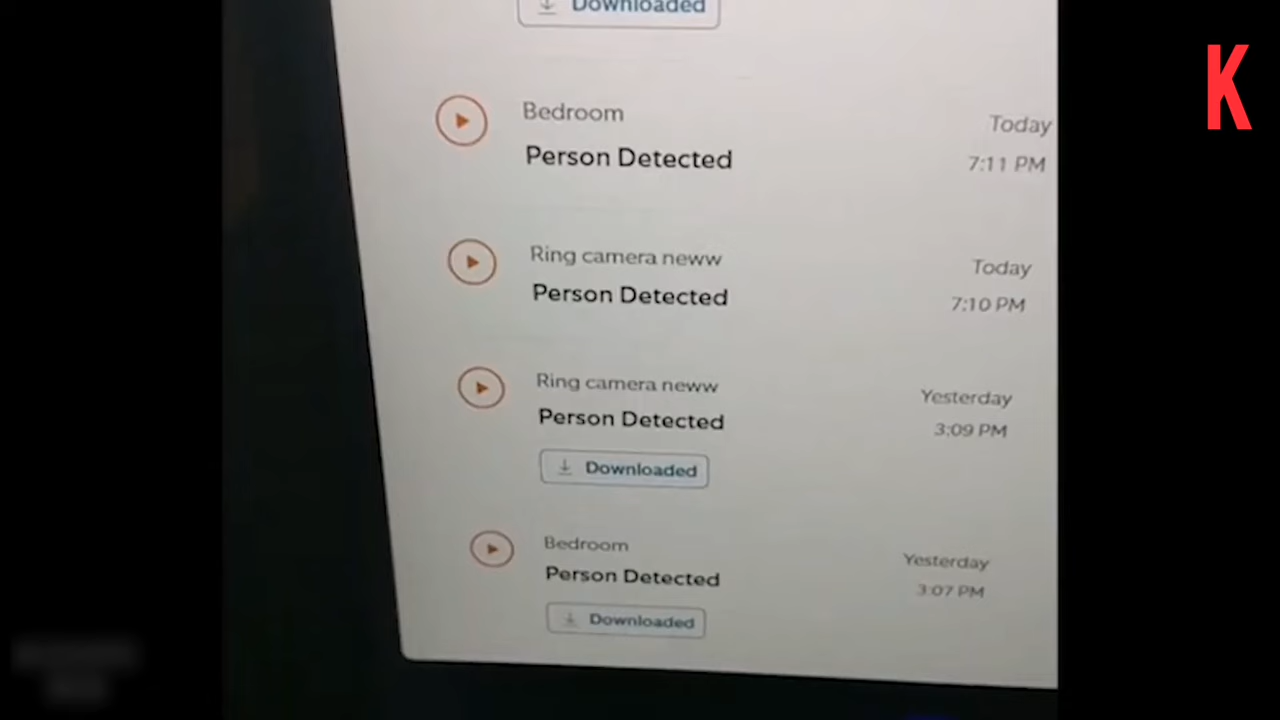 Downloaded
Bedroom
Person Detected
Today
7:11 PM
Ring camera neww
Person Detected
Today
7:10 PM
Ring camera neww
Person Detected
Yesterday
3:09 PM
Downloaded
Bedroom
Person Detected
Yesterday
3:07 PM
Downloaded
K